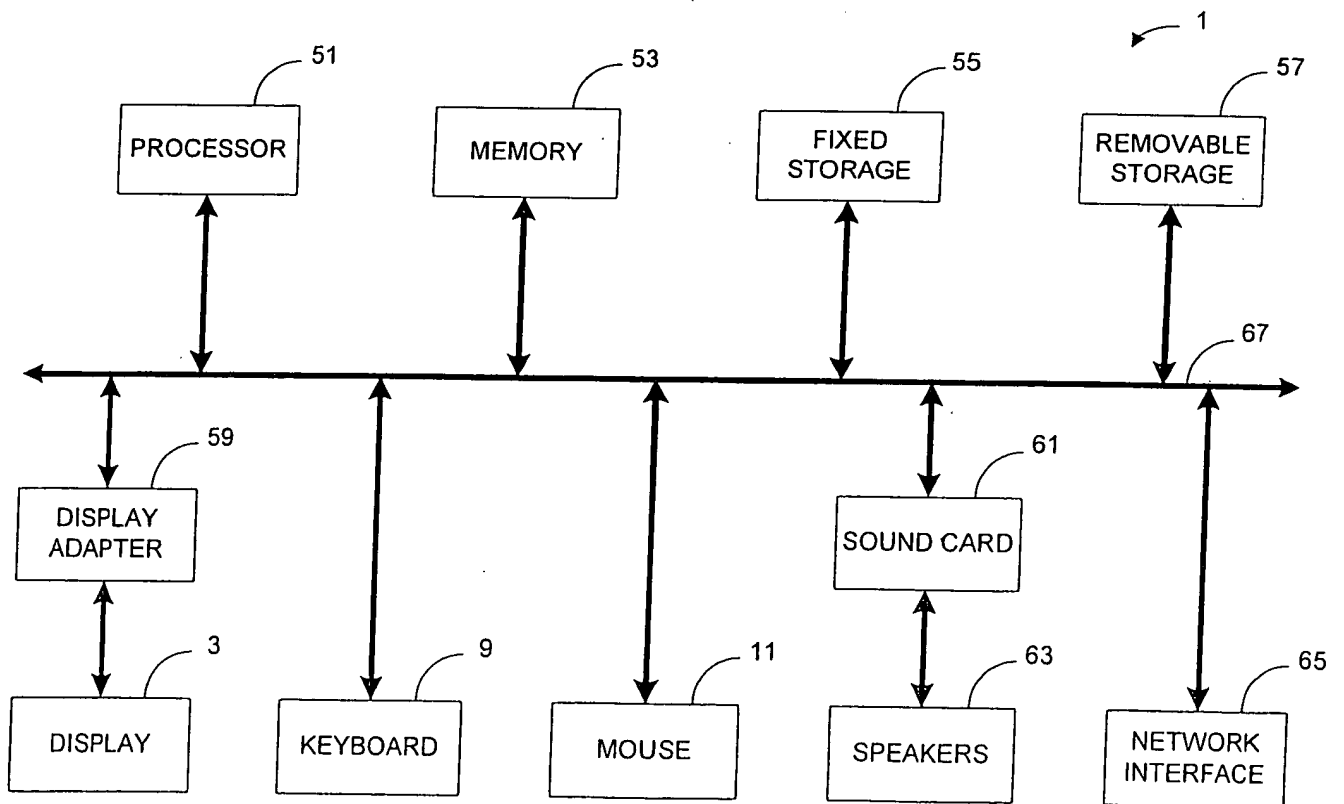 1
51
53
55
57
PROCESSOR
MEMORY
FIXED
STORAGE
REMOVABLE
STORAGE
67
59
61
DISPLAY
ADAPTER
SOUND CARD
3
9
11
63
65
DISPLAY
KEYBOARD
MOUSE
SPEAKERS
NETWORK
INTERFACE